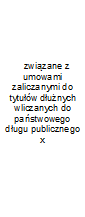 związane z
umowami
zaliczanymi do
tytułów dłużnych
wliczanych do
państwowego
długu publicznego
x